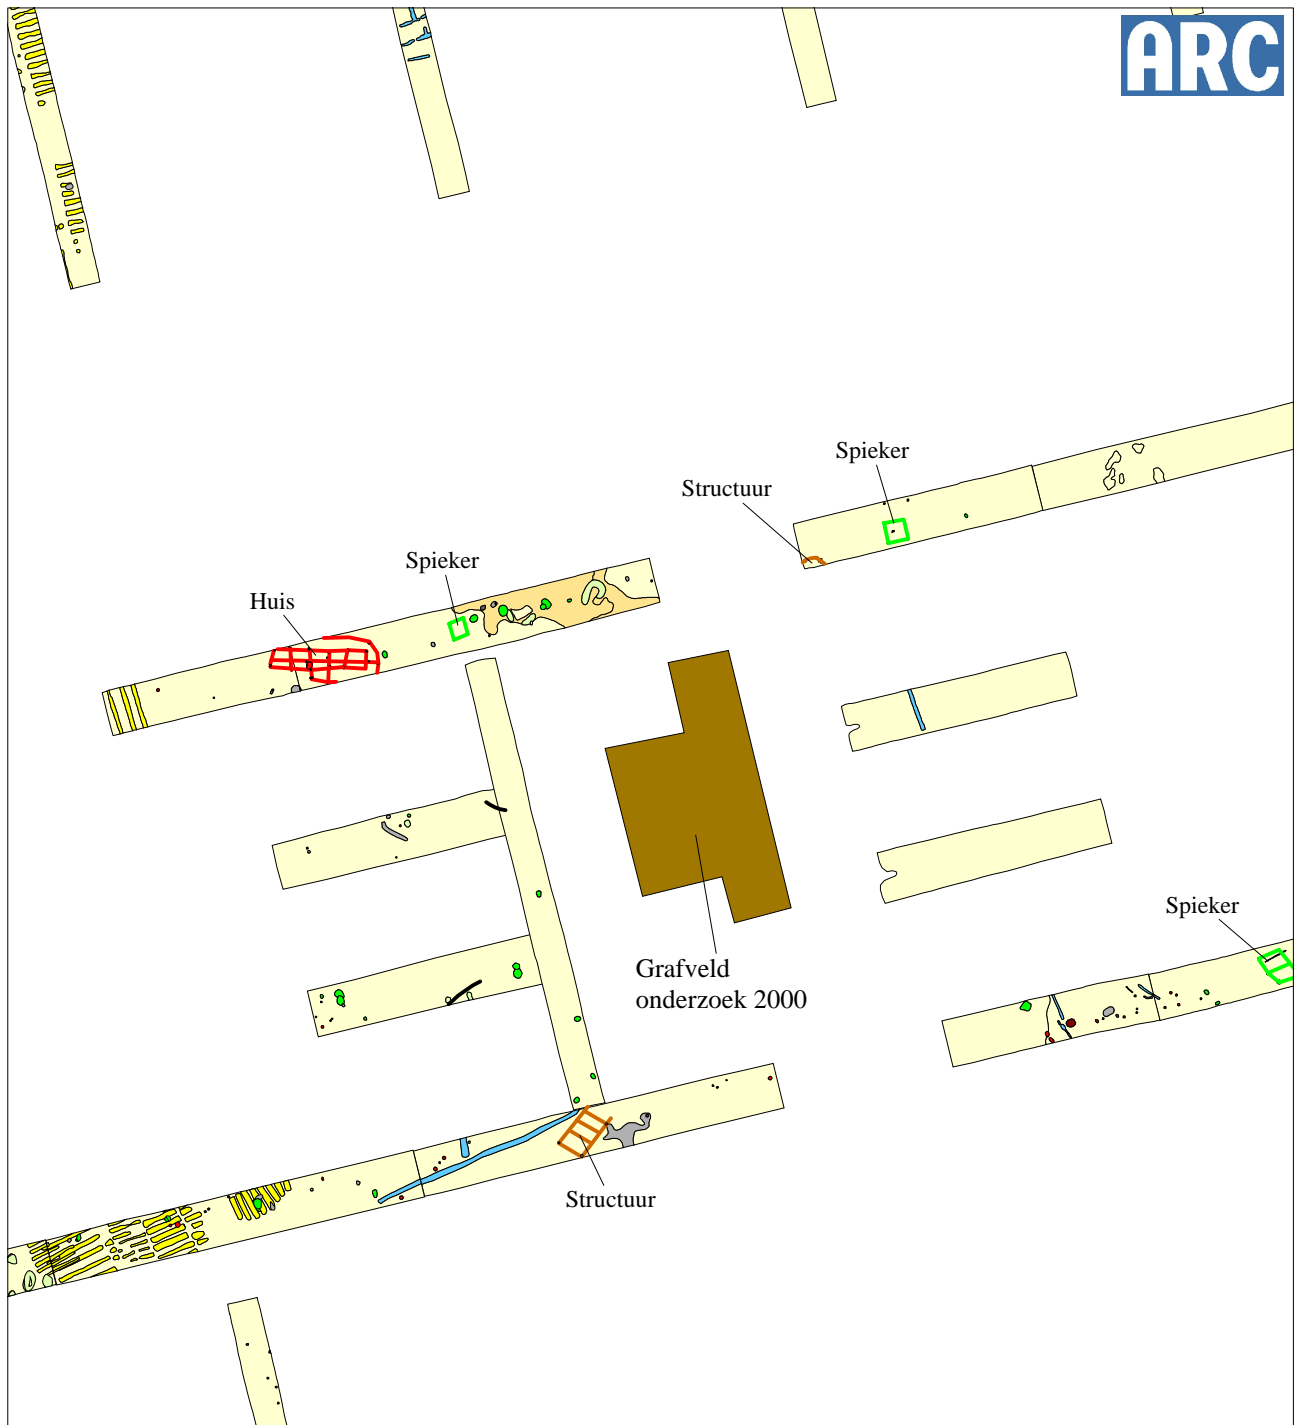 ARC
Spieker
Structuur
Spieker
Huis
Spieker
Grafveld
onderzoek 2000
Structuur